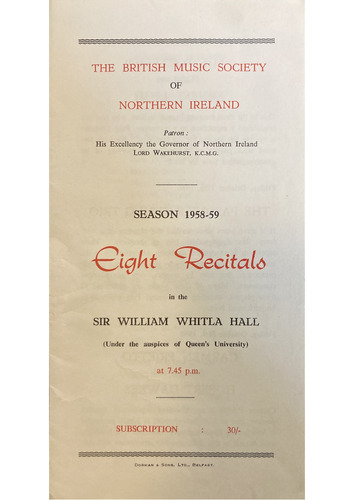 THE BRITISH MUSIC SOCIETY
OF
NORTHERN IRELAND
Patron :
His Excellency the Governor of Northern Ireland
LORD WAKEHURST, K.C.M.G.
SEASON 1958-59
Eight Recitals
in the
SIR WILLIAM WHITLA HALL
(Under the auspices of Queen's University)
at 7.45 p.m.
SUBSCRIPTION : 30/-
DORMAN & SONS, LTD., BELFAST.